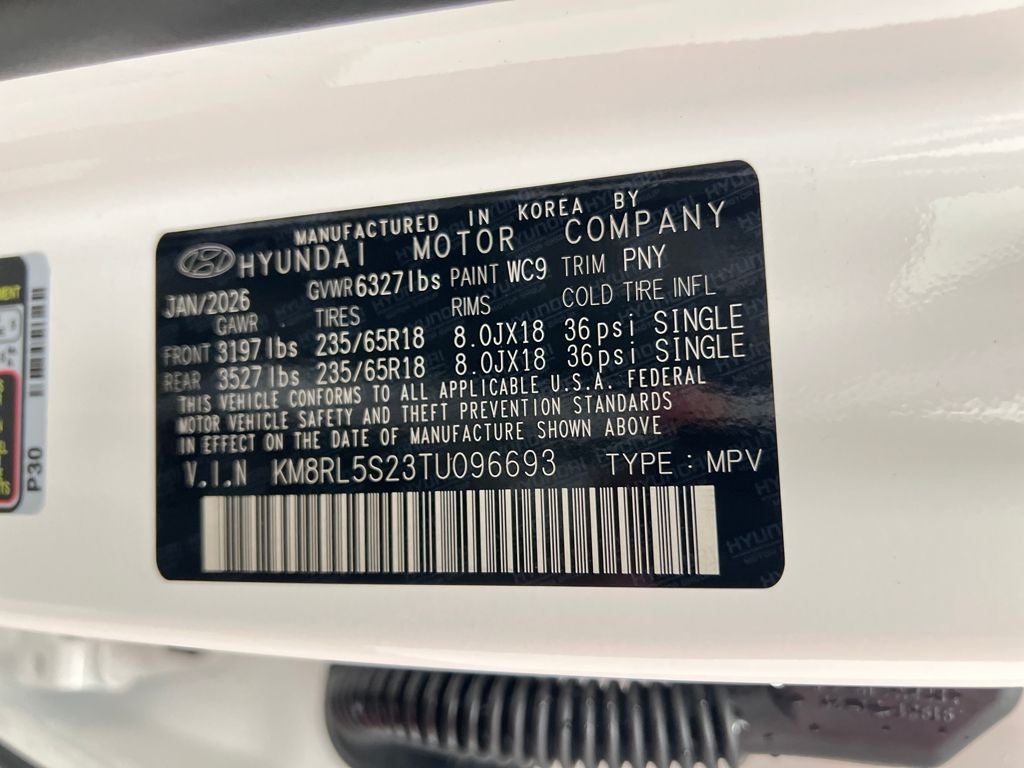 MANUFACTURED IN KOREA BY
HYUNDAI MOTOR COMPANY
JAN/2026 GVWR 6327lbs PAINT WC9 TRIM PNY
GAWR TIRES RIMS COLD TIRE INFL
FRONT 3197 lbs 235/65R18 8.0JX18 36psi SINGLE
REAR 3527 lbs 235/65R18 8.0JX18 36psi SINGLE
THIS VEHICLE CONFORMS TO ALL APPLICABLE U.S.A. FEDERAL
MOTOR VEHICLE SAFETY AND THEFT PREVENTION STANDARDS
IN EFFECT ON THE DATE OF MANUFACTURE SHOWN ABOVE
V.I.N KM8RL5S23TU096693 TYPE : MPV
P30